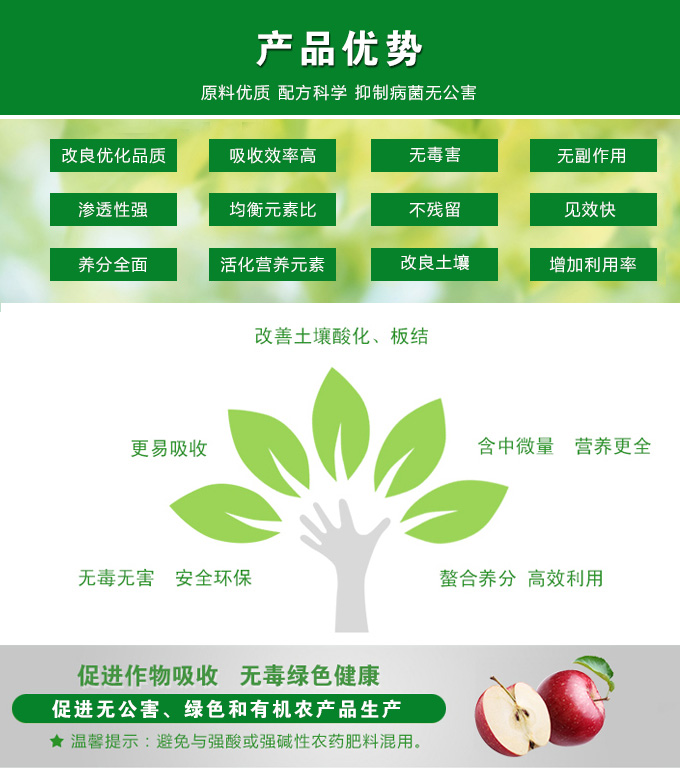 产品优势
原料优质 配方科学 抑制病菌无公害
改良优化品质 吸收效率高 无毒害 无副作用
渗透性强 均衡元素比 不残留 见效快
养分全面 活化营养元素 改良土壤 增加利用率
改善土壤酸化、板结
更易吸收 含中微量 营养更全
无毒无害 安全环保 螯合养分 高效利用
促进作物吸收 无毒绿色健康
促进无公害、绿色和有机农产品生产
★ 温馨提示：避免与强酸或强碱性农药肥料混用。